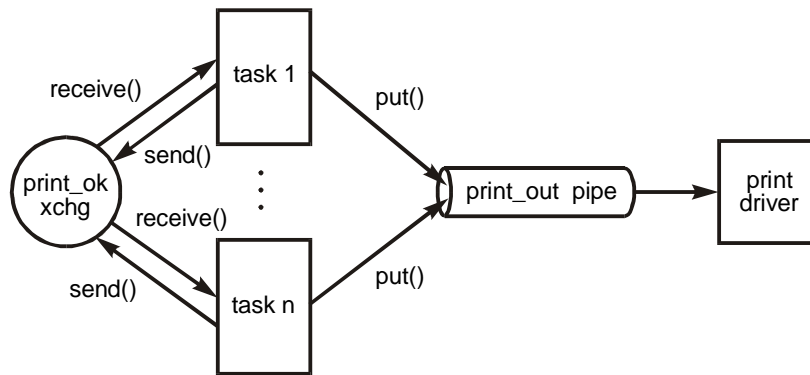 task 1
receive()
put()
send()
print_ok
xchg
receive()
print_out pipe
print
driver
send()
task n
put()